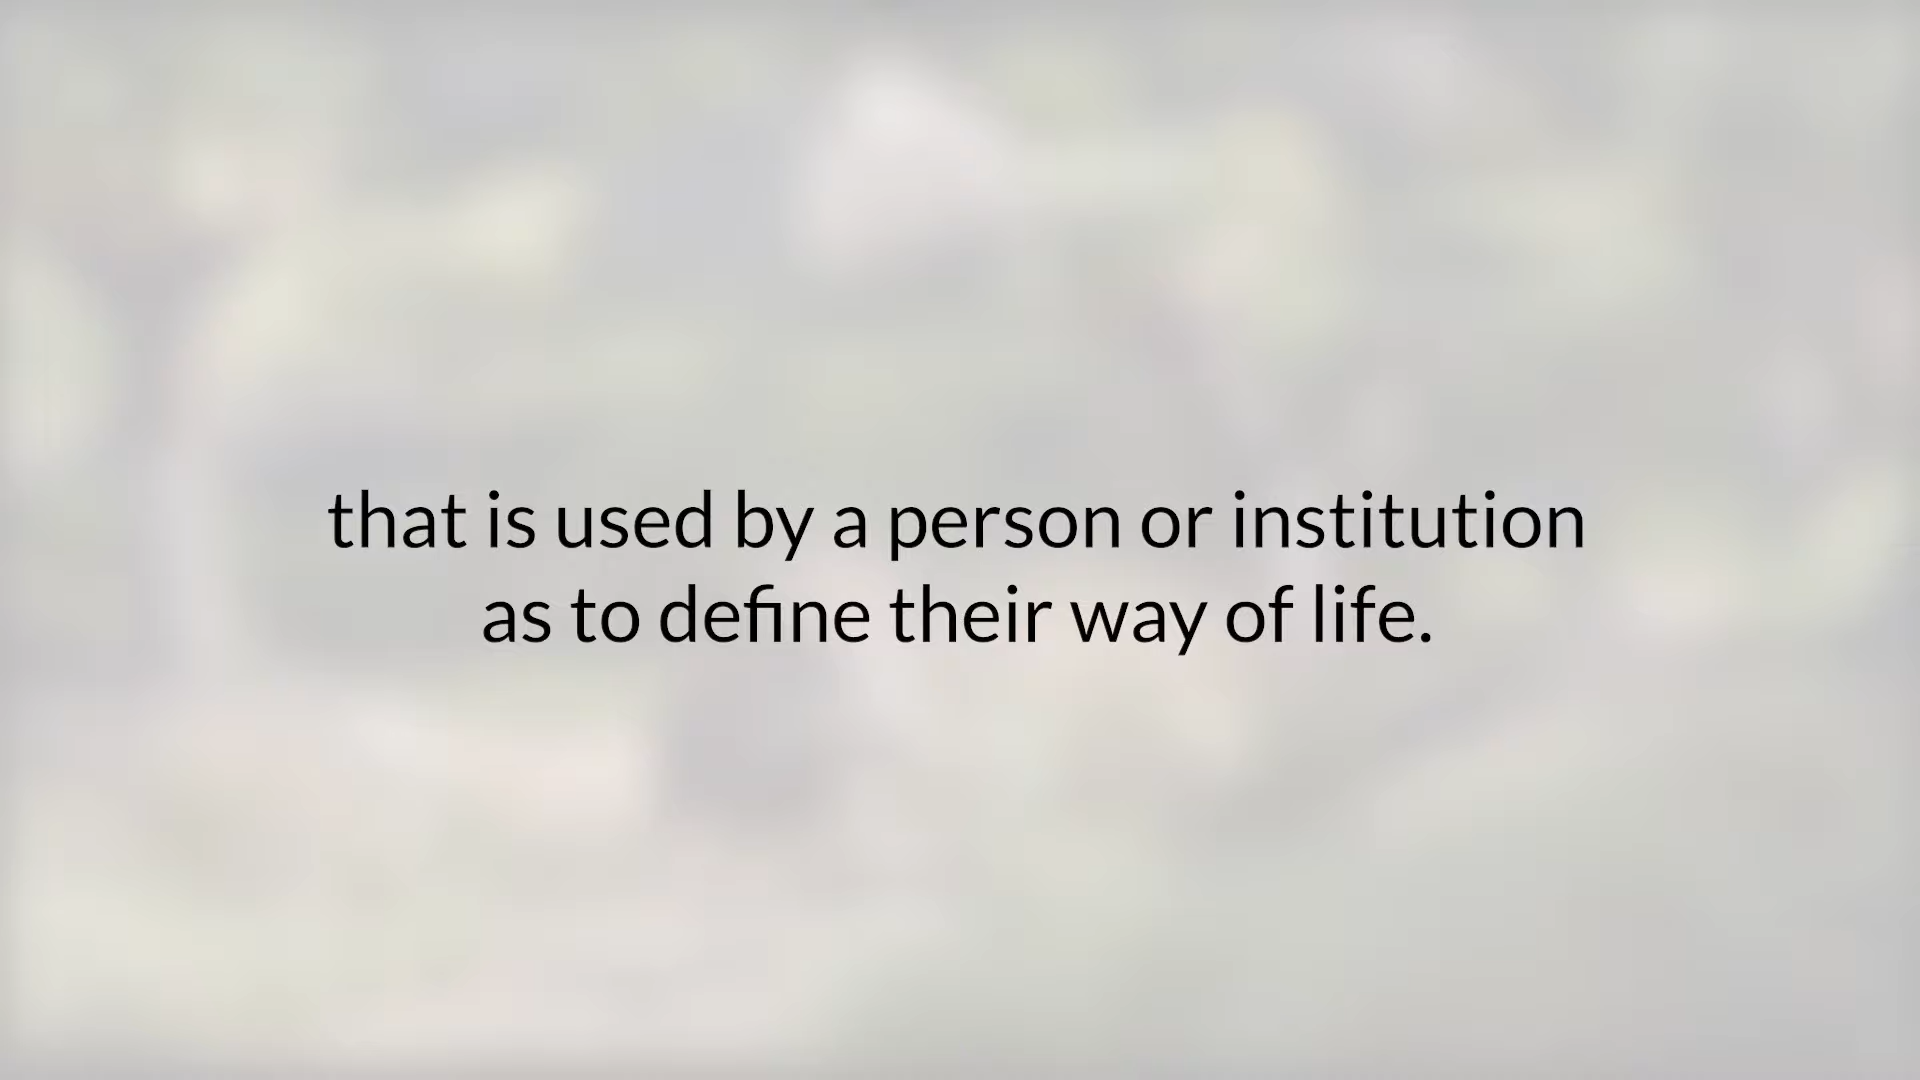 that is used by a person or institution
as to define their way of life.